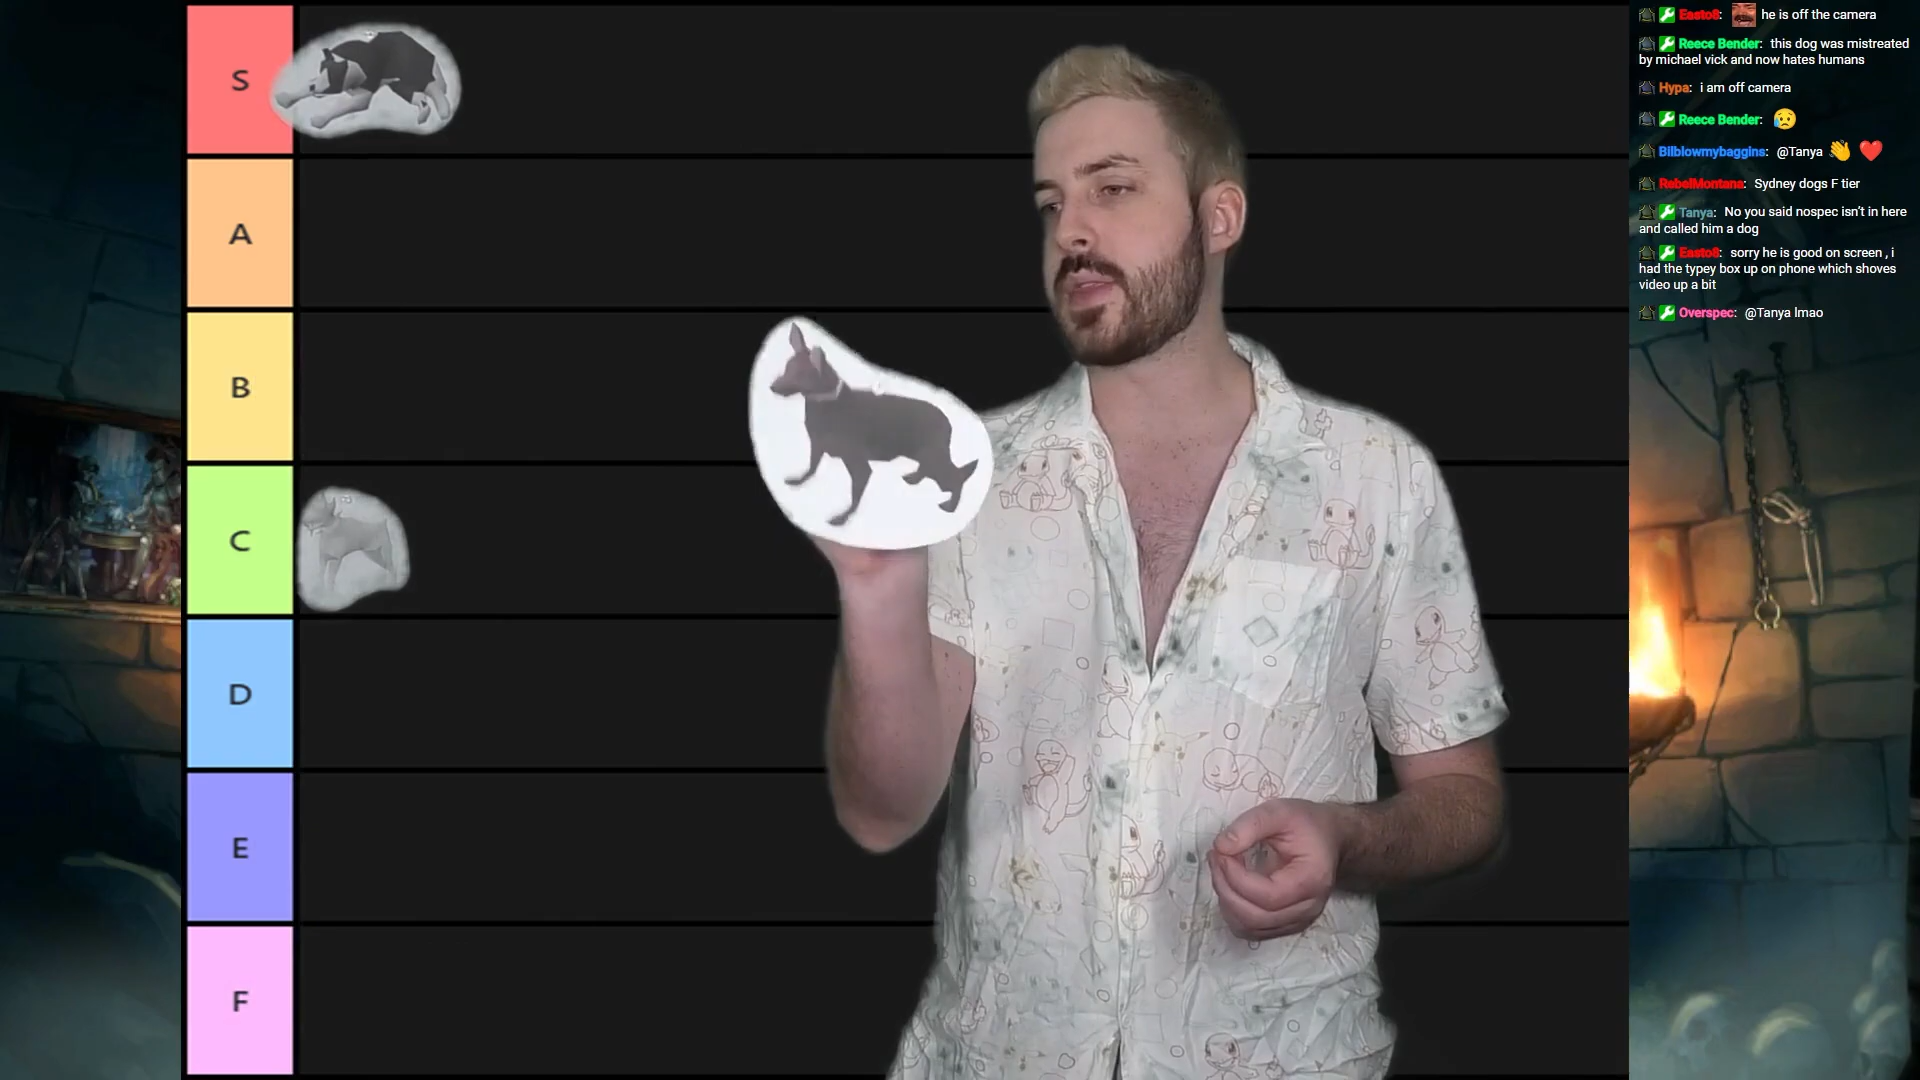 S
A
B
C
D
E
F
Easto8: he is off the camera
Reece Bender: this dog was mistreated
by michael vick and now hates humans
Hypa: i am off camera
Reece Bender: 😥
Bilblowmybaggins: @Tanya 👋 ❤️
RebelMontana: Sydney dogs F tier
Tanya: No you said nospec isn't in here
and called him a dog
Easto8: sorry he is good on screen , i
had the typey box up on phone which shoves
video up a bit
Overspec: @Tanya lmao